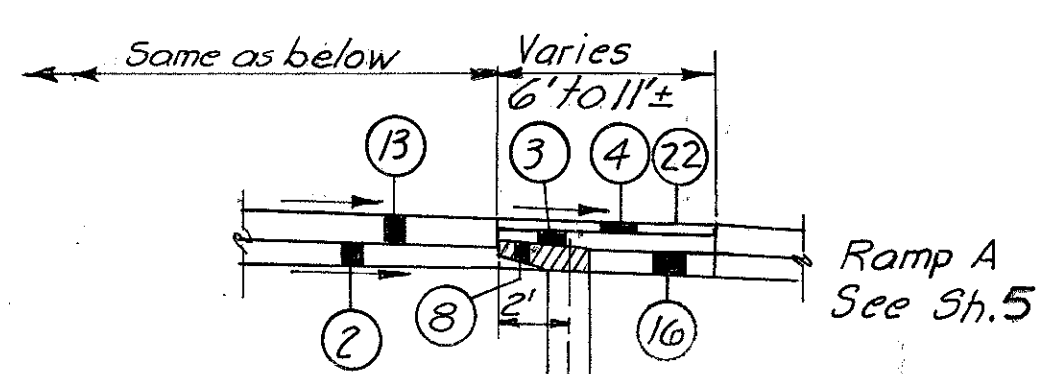 Same as below
Varies
6' to 11'±
13
3
4
22
Ramp A
See Sh.5
2
8
2'
16